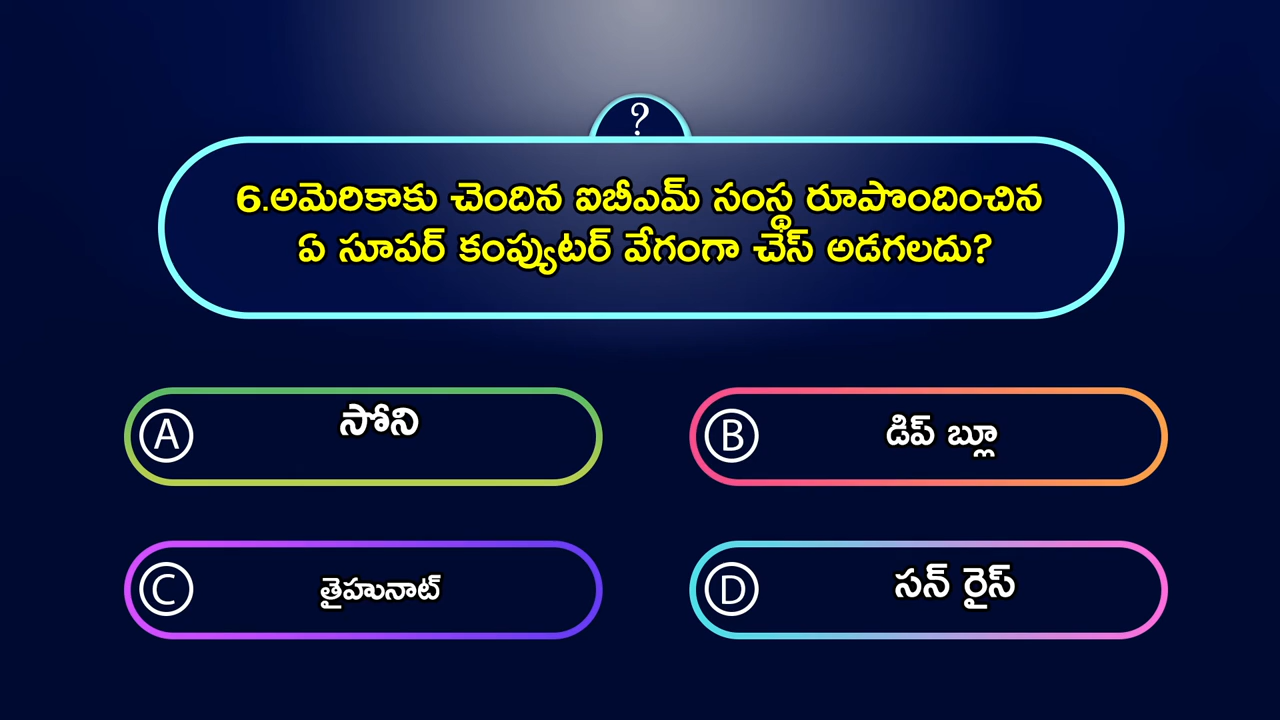 ?
6.అమెరికాకు చెందిన ఐబీఎమ్ సంస్థ రూపొందించిన
ఏ సూపర్ కంప్యుటర్ వేగంగా చెస్ అడగలదు?
A సోని
B డిప్ బ్లూ
C తైహునాట్
D సన్ రైస్